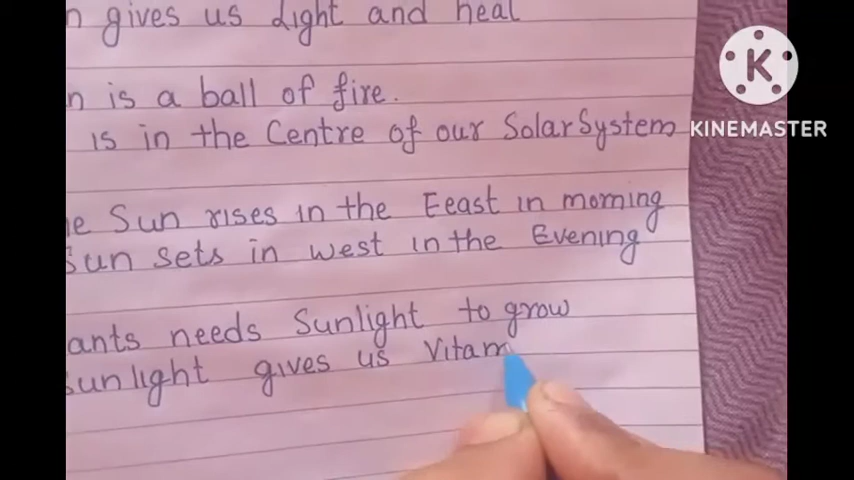 n gives us Light and heat
n is a ball of fire.
is in the Centre of our Solar System
he Sun rises in the Eeast in morning
Sun sets in west in the Evening
ants needs Sunlight to grow
Sunlight gives us Vitam
K
KINEMASTER